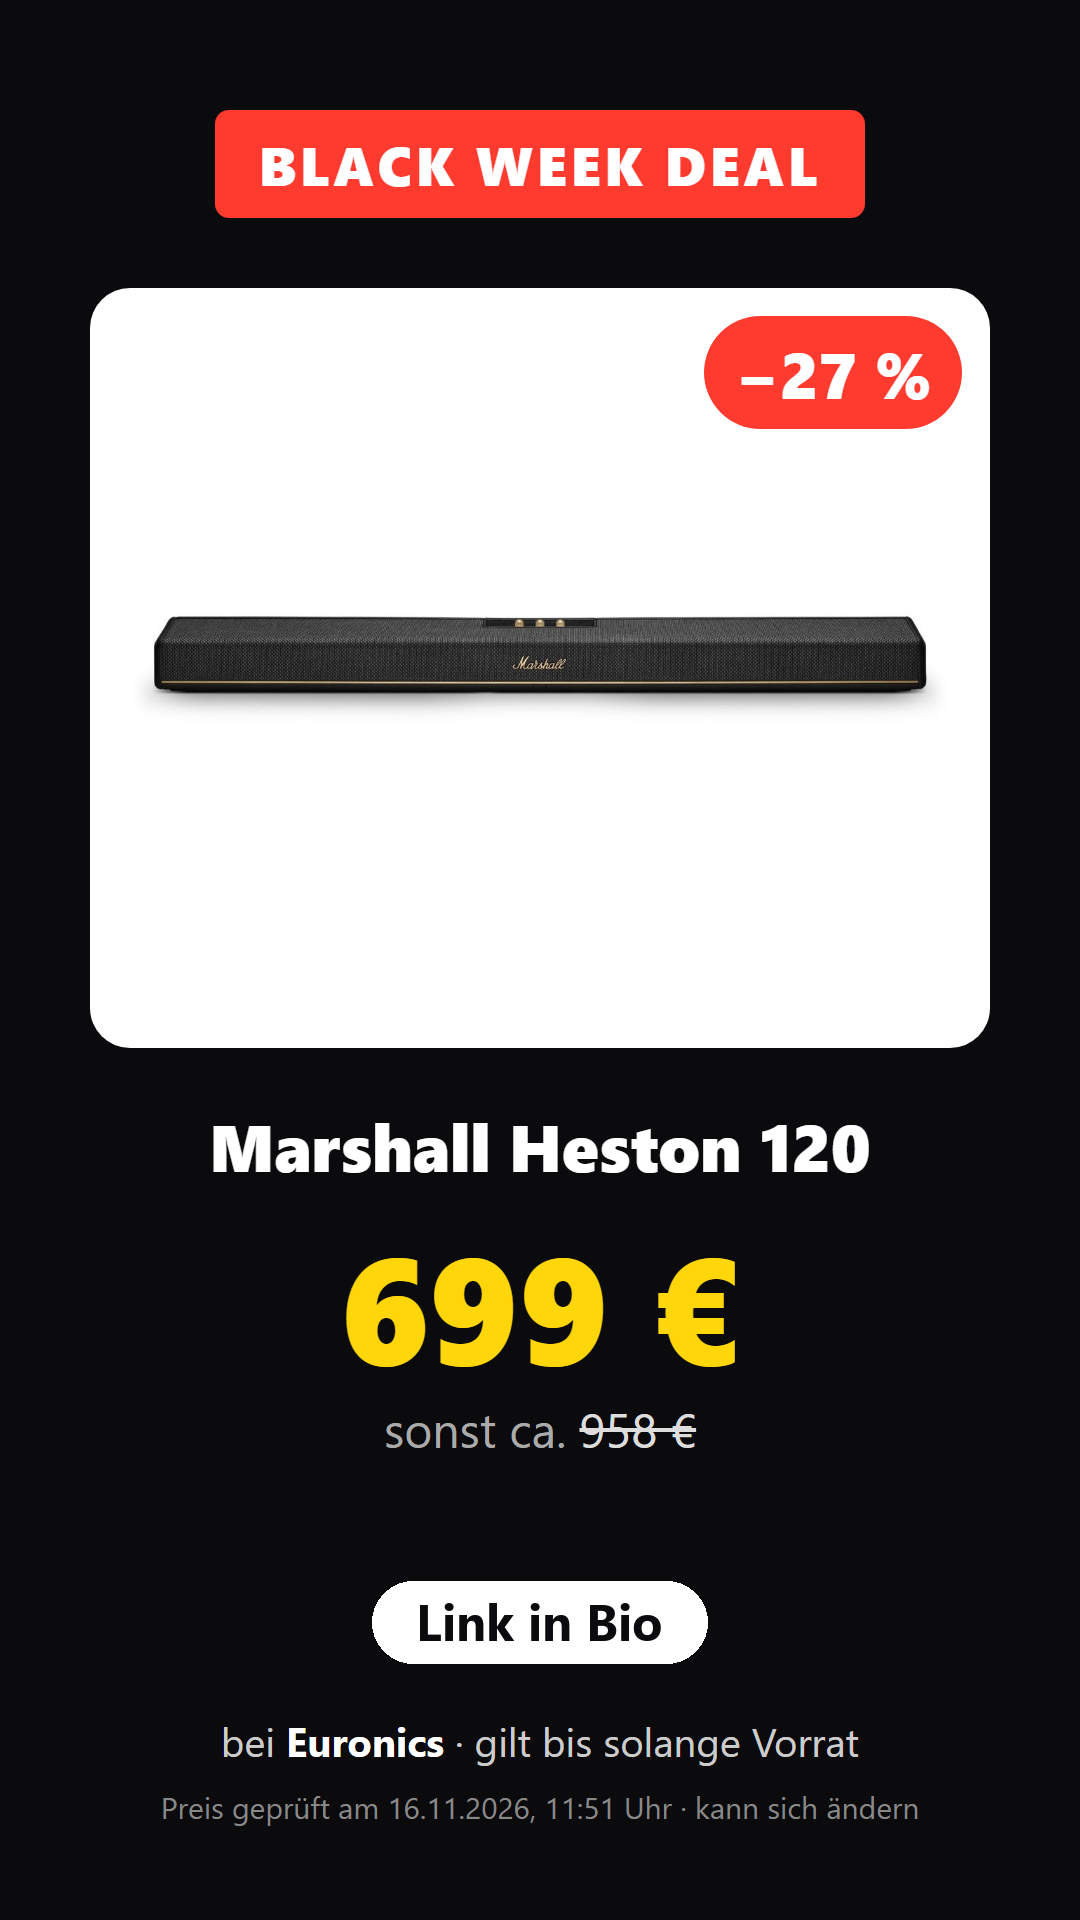 BLACK WEEK DEAL
–27 %
Marshall
Marshall Heston 120
699 €
sonst ca. 958 €
Link in Bio
bei Euronics · gilt bis solange Vorrat
Preis geprüft am 16.11.2026, 11:51 Uhr · kann sich ändern